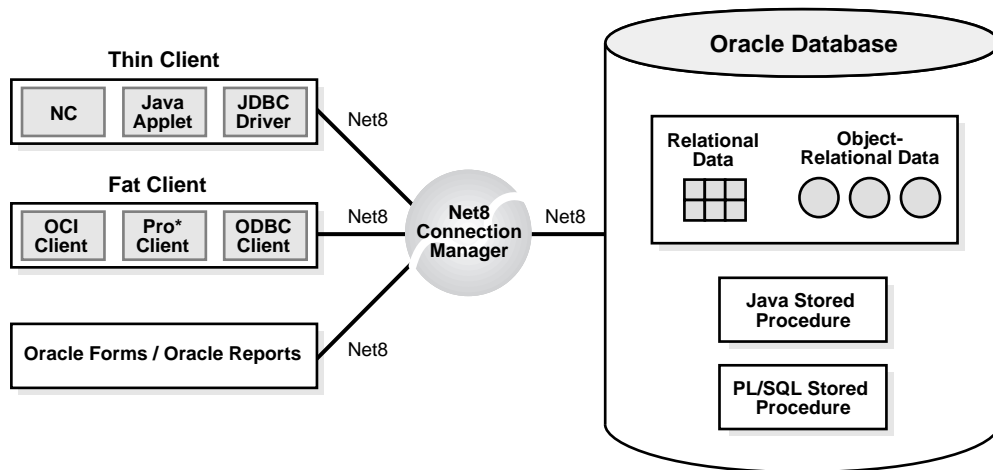 Thin Client
NC
Java
Applet
JDBC
Driver
Net8
Fat Client
OCI
Client
Pro*
Client
ODBC
Client
Net8
Oracle Forms / Oracle Reports
Net8
Net8
Connection
Manager
Net8
Oracle Database
Relational
Data
Object-
Relational Data
Java Stored
Procedure
PL/SQL Stored
Procedure